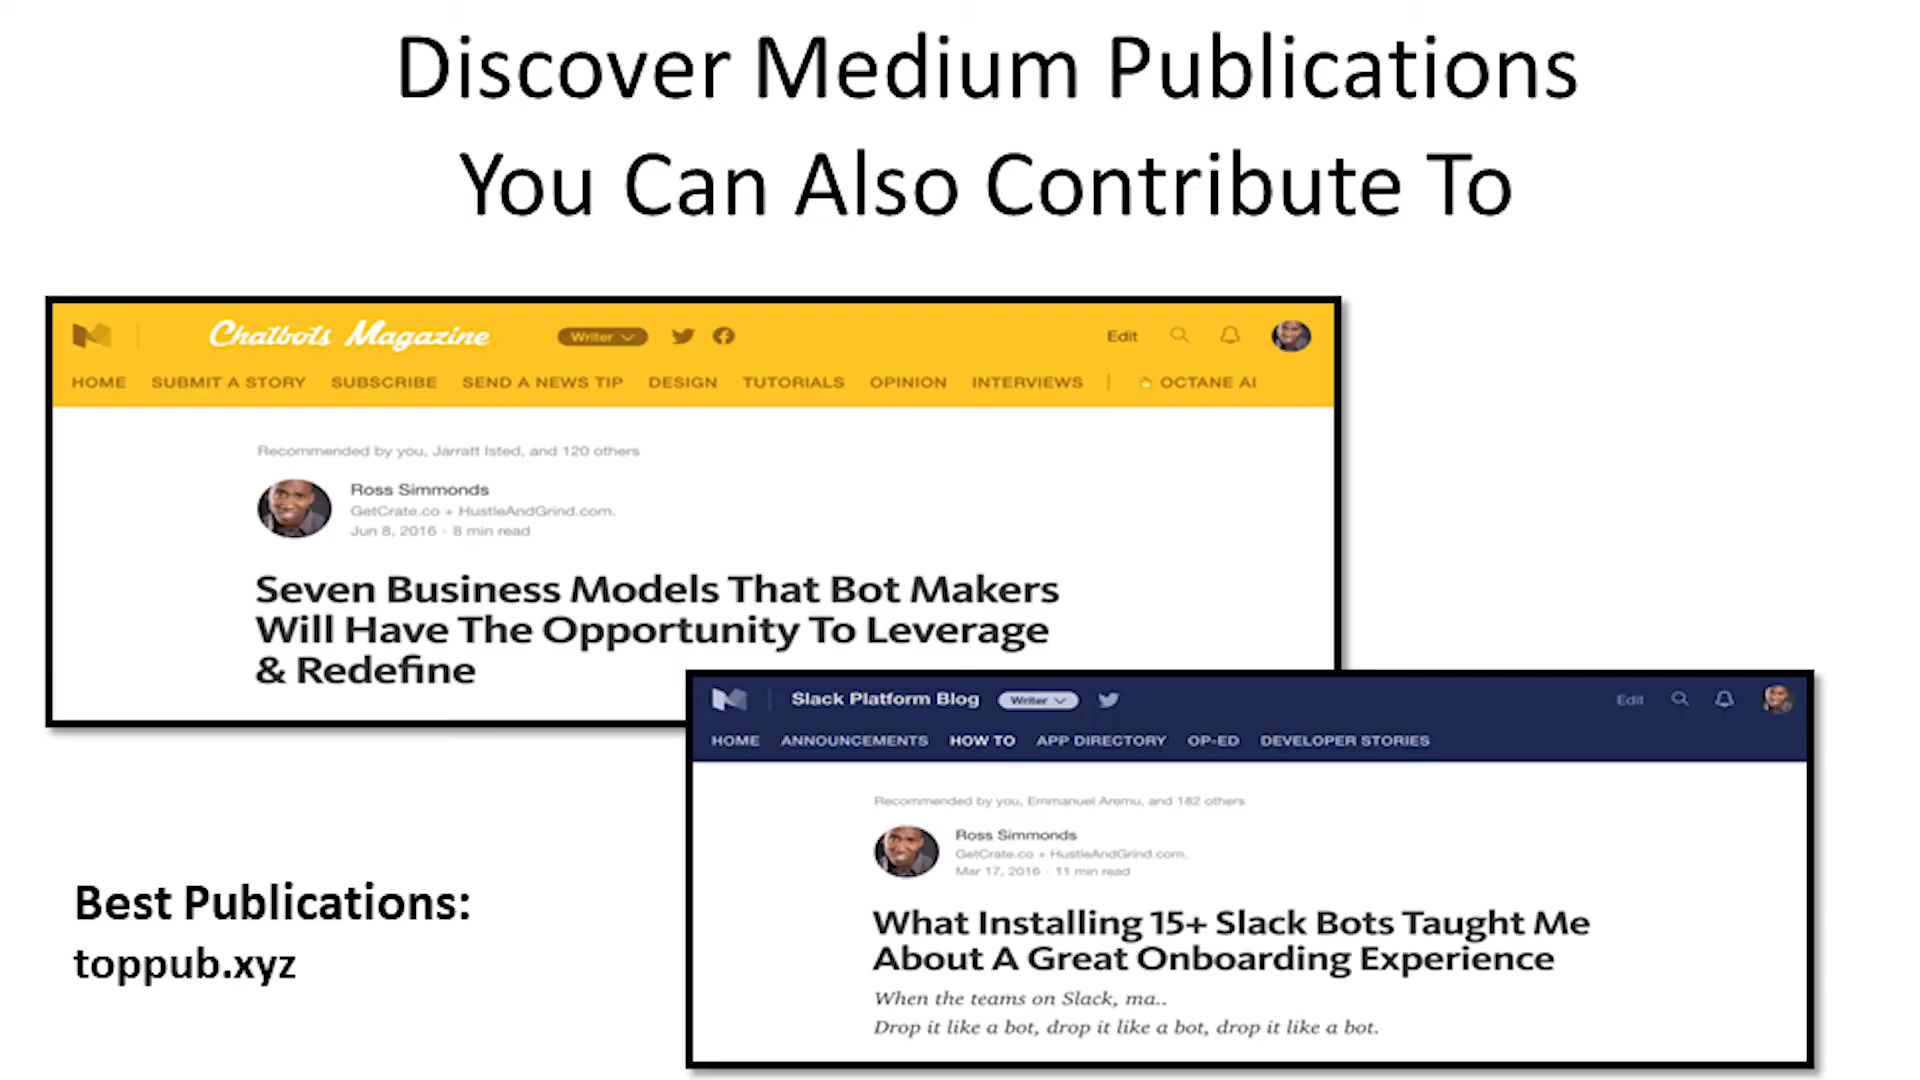 Discover Medium Publications
You Can Also Contribute To
Chatbots Magazine Writer Edit
HOME SUBMIT A STORY SUBSCRIBE SEND A NEWS TIP DESIGN TUTORIALS OPINION INTERVIEWS | OCTANE AI
Recommended by you, Jarratt Isted, and 120 others
Ross Simmonds
GetCrate.co + HustleAndGrind.com.
Jun 8, 2016 · 8 min read
Seven Business Models That Bot Makers
Will Have The Opportunity To Leverage
& Redefine
Slack Platform Blog Writer Edit
HOME ANNOUNCEMENTS HOW TO APP DIRECTORY OP-ED DEVELOPER STORIES
Recommended by you, Emmanuel Aremu, and 182 others
Ross Simmonds
GetCrate.co + HustleAndGrind.com.
Mar 17, 2016 · 11 min read
What Installing 15+ Slack Bots Taught Me
About A Great Onboarding Experience
When the teams on Slack, ma..
Drop it like a bot, drop it like a bot, drop it like a bot.
Best Publications:
toppub.xyz